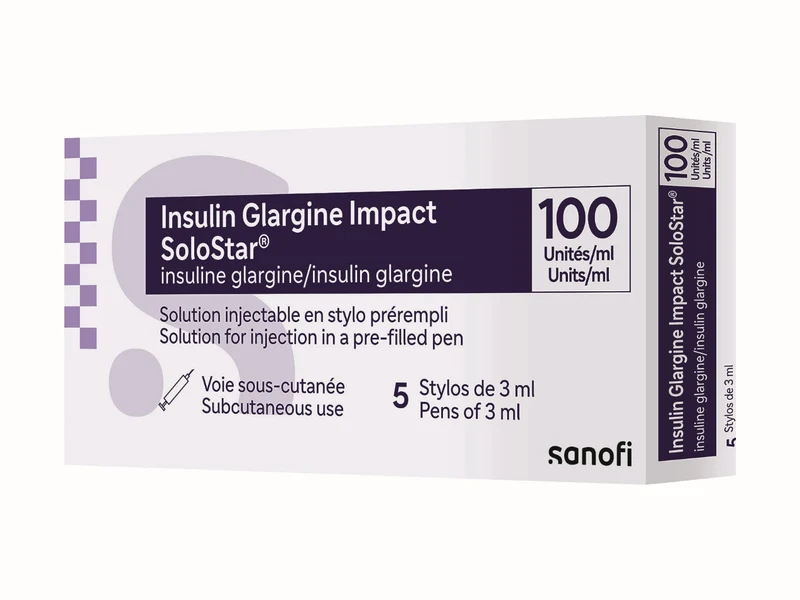 Insulin Glargine Impact
SoloStar®
insuline glargine/insulin glargine
100
Unités/ml
Units/ml
Solution injectable en stylo prérempli
Solution for injection in a pre-filled pen
Voie sous-cutanée
Subcutaneous use
5 Stylos de 3 ml
Pens of 3 ml
sanofi
100
Unités/ml
Units/ml
Insulin Glargine Impact SoloStar®
insuline glargine/insulin glargine
5 Stylos de 3 ml